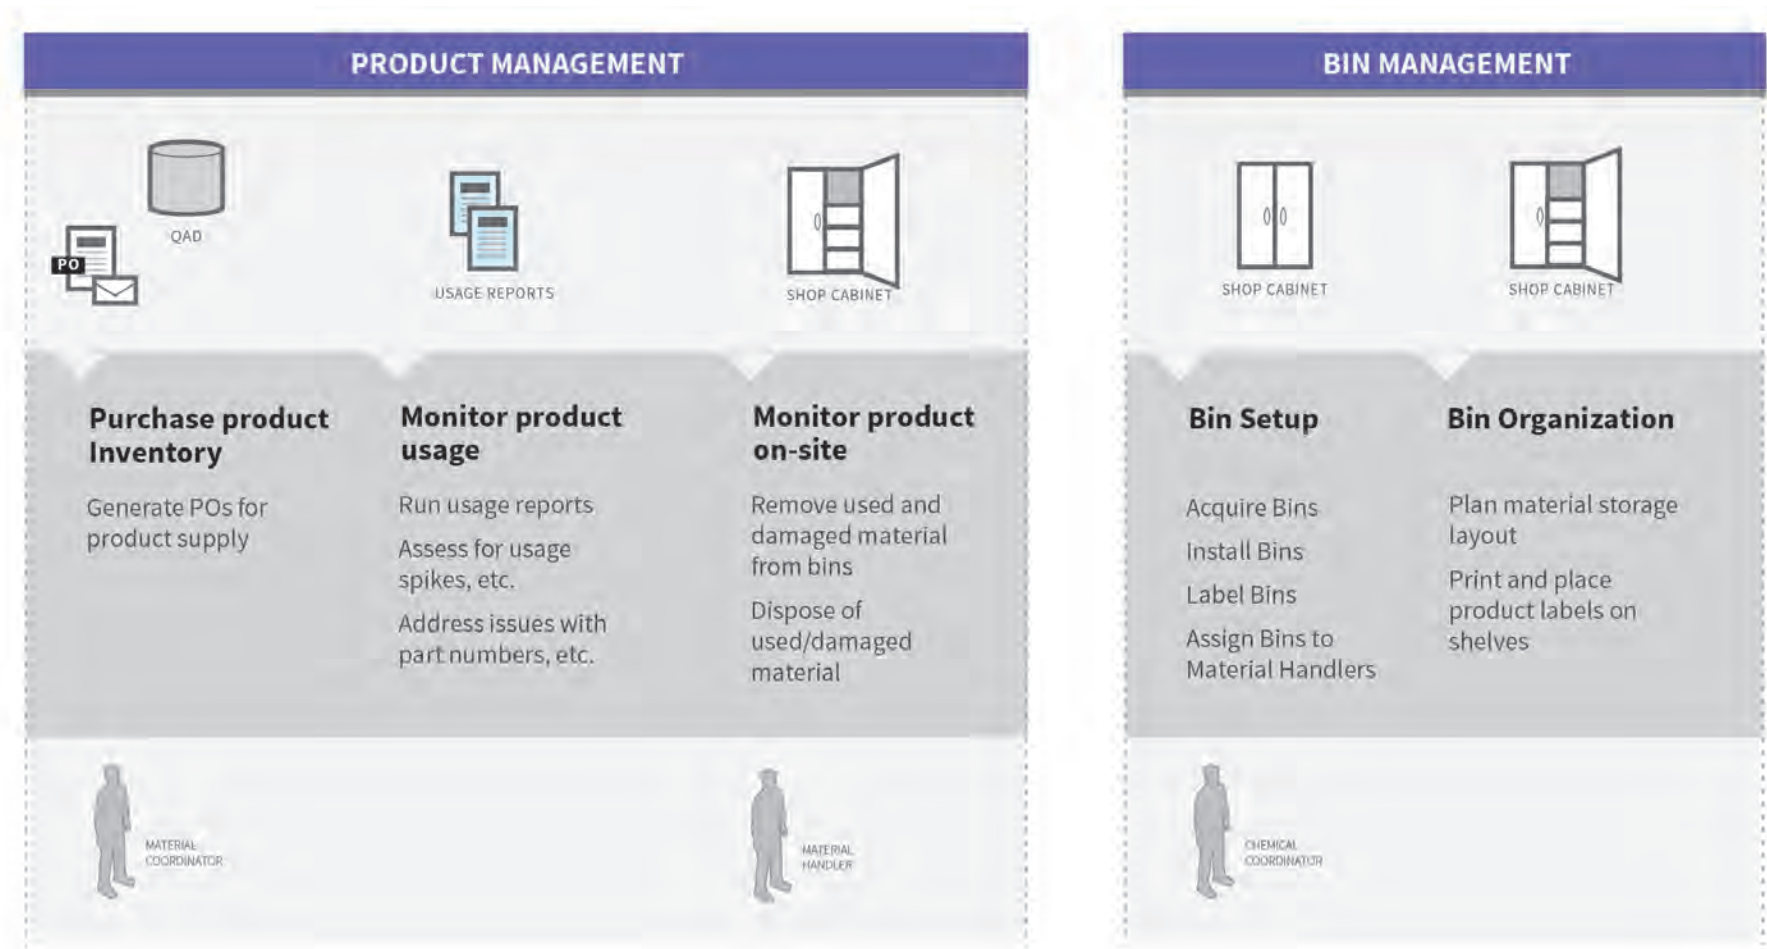 PRODUCT MANAGEMENT
QAD
PO
USAGE REPORTS
SHOP CABINET
Purchase product
Inventory
Generate POs for
product supply
Monitor product
usage
Run usage reports
Assess for usage
spikes, etc.
Address issues with
part numbers, etc.
Monitor product
on-site
Remove used and
damaged material
from bins
Dispose of
used/damaged
material
MATERIAL
COORDINATOR
MATERIAL
HANDLER
BIN MANAGEMENT
SHOP CABINET
SHOP CABINET
Bin Setup
Acquire Bins
Install Bins
Label Bins
Assign Bins to
Material Handlers
Bin Organization
Plan material storage
layout
Print and place
product labels on
shelves
CHEMICAL
COORDINATOR